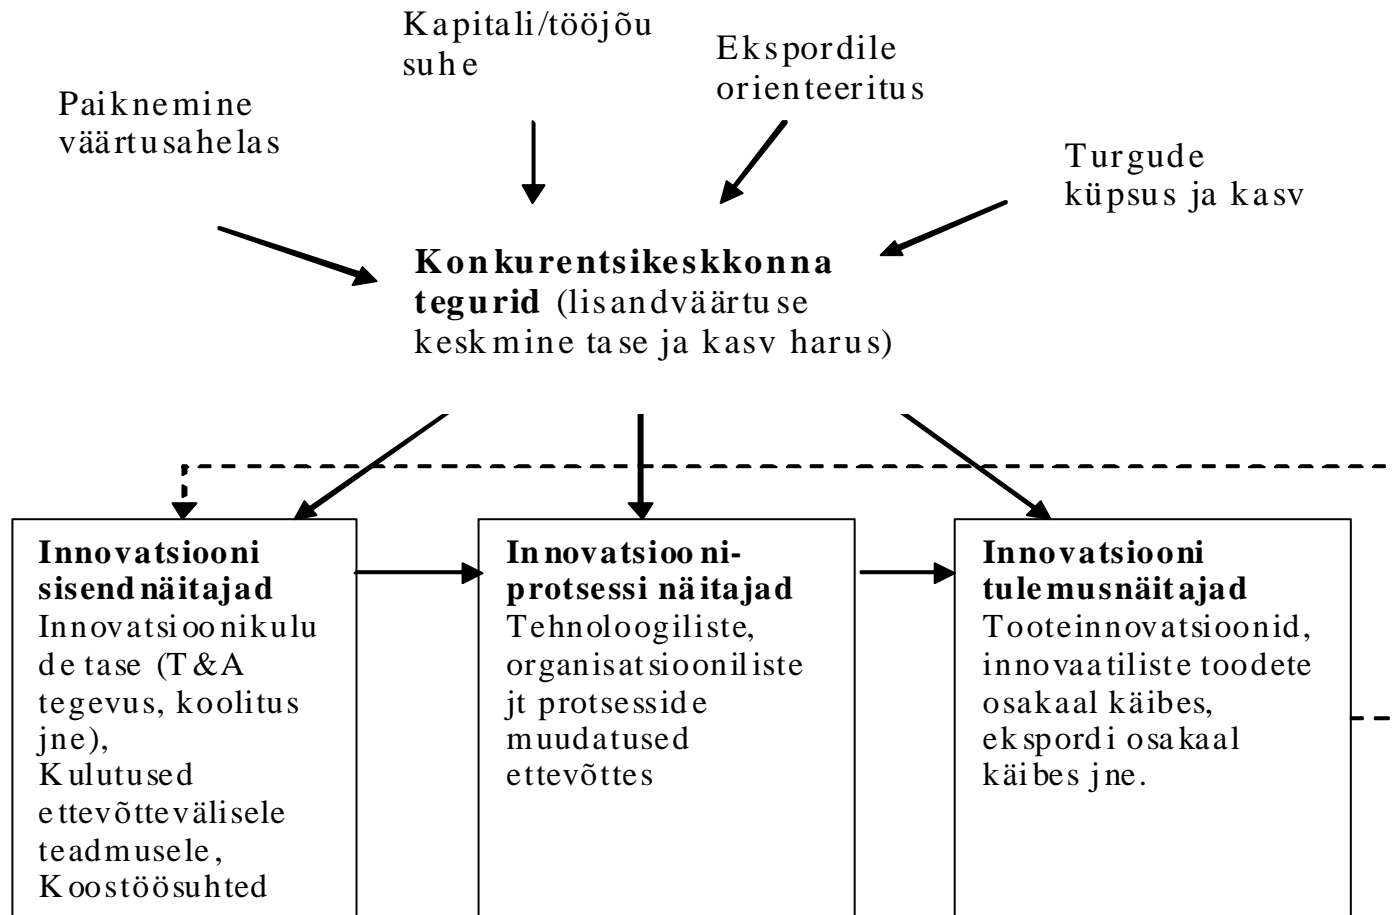 Kapitali/tööjõu
suhe
Ekspordile
orienteeritus
Paiknemine
väärtusahelas
Turgude
küpsus ja kasv
Konkurentsikeskkonna
tegurid (lisandväärtuse
keskmine tase ja kasv harus)
Innovatsiooni
sisendnäitajad
Innovatsioonikulu
de tase (T&A
tegevus, koolitus
jne),
Kulutused
ettevõttevälisele
teadmusele,
Koostöösuhted
Innovatsiooni-
protsessi näitajad
Tehnoloogiliste,
organisatsiooniliste
jt protsesside
muudatused
ettevõttes
Innovatsiooni
tulemusnäitajad
Tooteinnovatsioonid,
innovaatiliste toodete
osakaal käibes,
ekspordi osakaal
käibes jne.